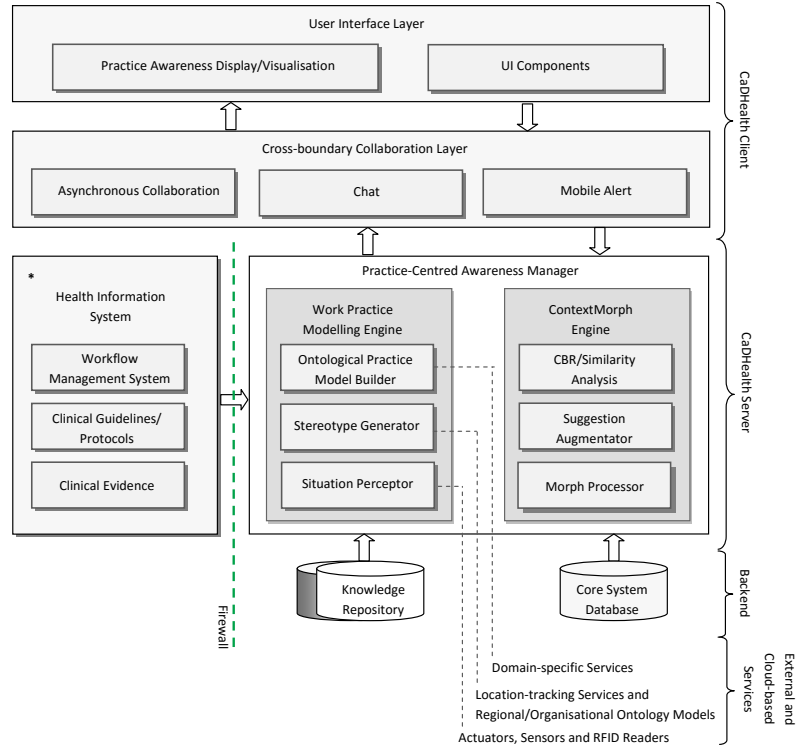 User Interface Layer
Practice Awareness Display/Visualisation
UI Components
Cross-boundary Collaboration Layer
Asynchronous Collaboration
Chat
Mobile Alert
CaDHealth Client
*
Health Information
System
Workflow
Management System
Clinical Guidelines/
Protocols
Clinical Evidence
Firewall
Practice-Centred Awareness Manager
Work Practice
Modelling Engine
Ontological Practice
Model Builder
Stereotype Generator
Situation Perceptor
ContextMorph
Engine
CBR/Similarity
Analysis
Suggestion
Augmentator
Morph Processor
CaDHealth Server
Knowledge
Repository
Core System
Database
Backend
Domain-specific Services
Location-tracking Services and
Regional/Organisational Ontology Models
Actuators, Sensors and RFID Readers
External and
Cloud-based
Services